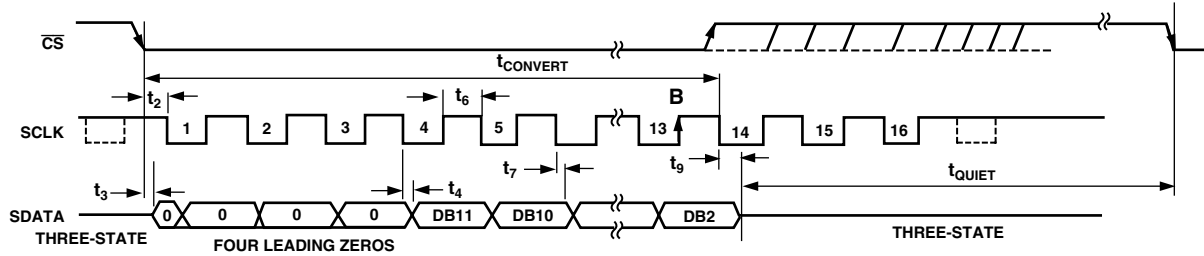 CS
tCONVERT
t2
t6
B
SCLK
1 2 3 4 5 13 14 15 16
t3
t4
t7
t9
tQUIET
SDATA
0 0 0 0 DB11 DB10 DB2
THREE-STATE
FOUR LEADING ZEROS
THREE-STATE